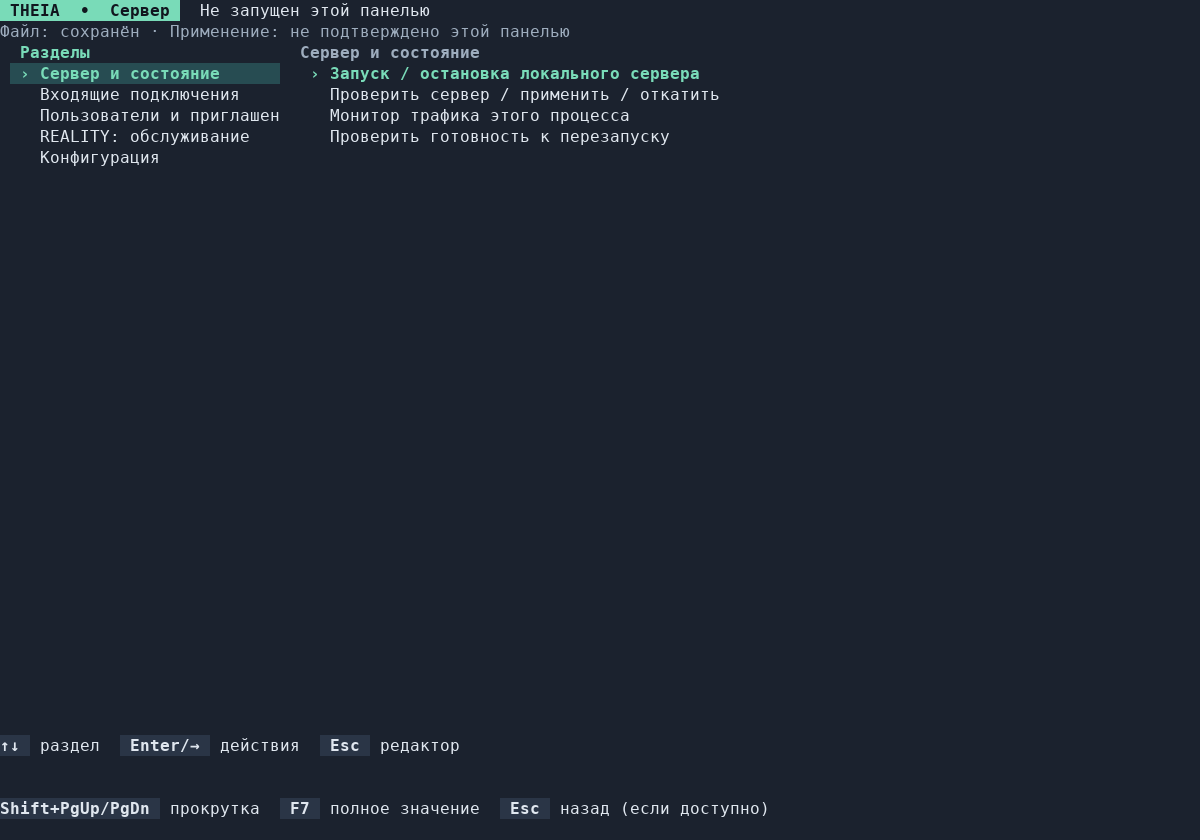 THEIA • Сервер Не запущен этой панелью
Файл: сохранён · Применение: не подтверждено этой панелью
Разделы Сервер и состояние
› Сервер и состояние › Запуск / остановка локального сервера
Входящие подключения Проверить сервер / применить / откатить
Пользователи и приглашен Монитор трафика этого процесса
REALITY: обслуживание Проверить готовность к перезапуску
Конфигурация
↑↓ раздел Enter/→ действия Esc редактор
Shift+PgUp/PgDn прокрутка F7 полное значение Esc назад (если доступно)